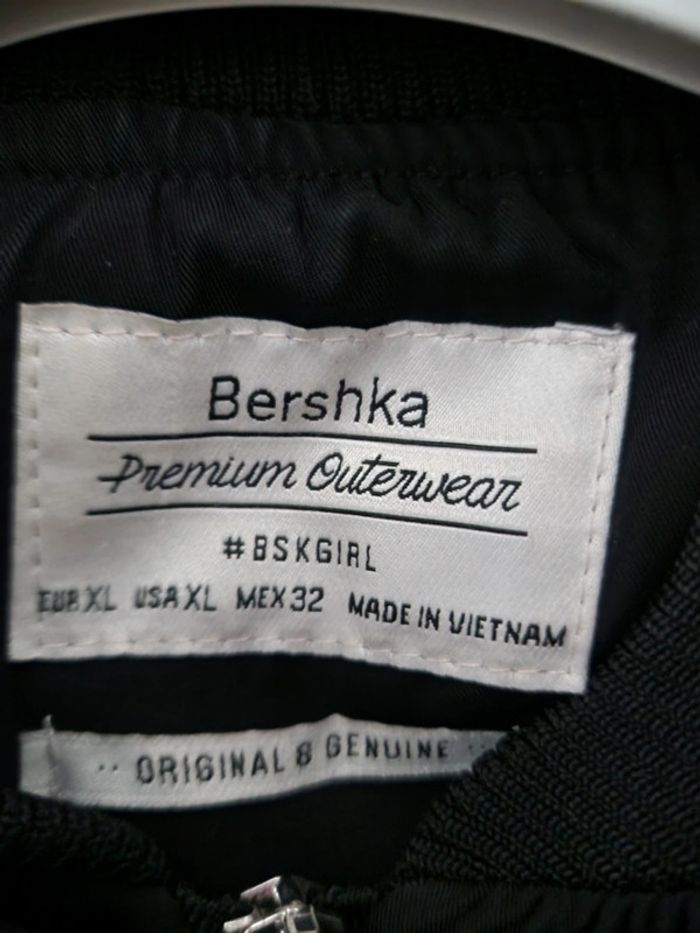 Bershka
Premium Outerwear
#BSKGIRL
EUR XL USA XL MEX 32 MADE IN VIETNAM
·· ORIGINAL & GENUINE ··